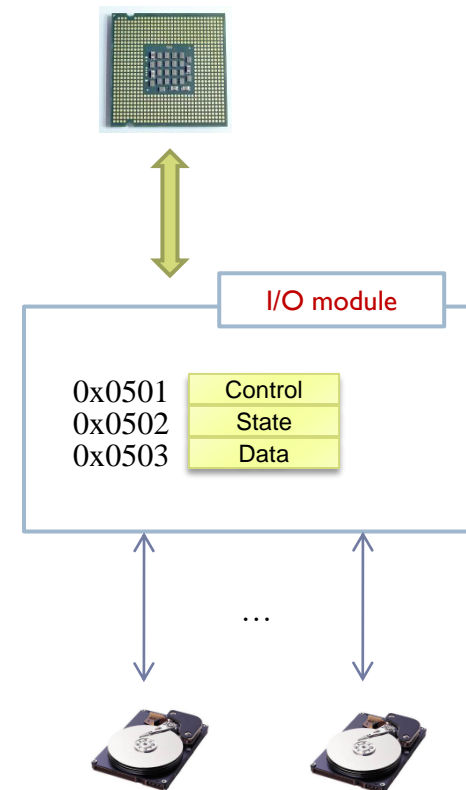 I/O module
0x0501 Control
0x0502 State
0x0503 Data
…